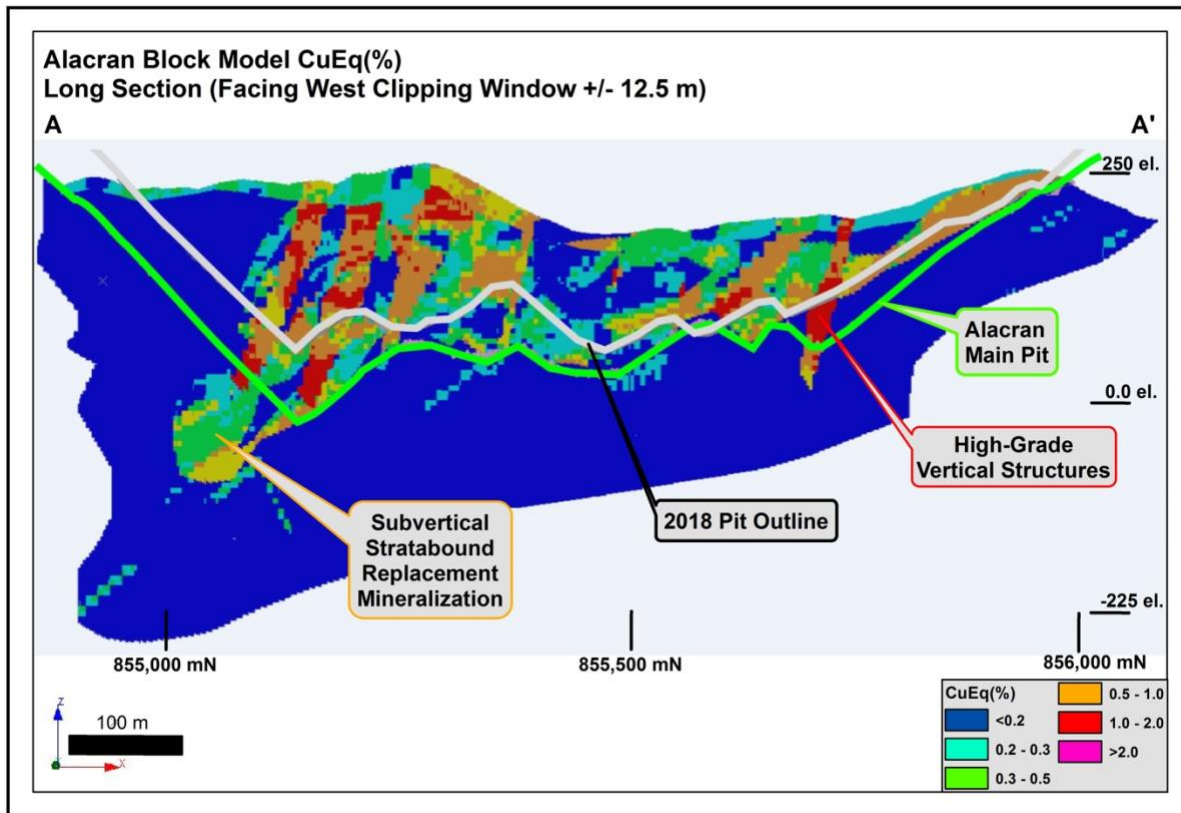 Alacran Block Model CuEq(%)
Long Section (Facing West Clipping Window +/- 12.5 m)
A
A'
250 el.
Alacran
Main Pit
0.0 el.
High-Grade
Vertical Structures
2018 Pit Outline
Subvertical
Stratabound
Replacement
Mineralization
-225 el.
855,000 mN
855,500 mN
856,000 mN
Z
X
100 m
CuEq(%)
<0.2
0.2 - 0.3
0.3 - 0.5
0.5 - 1.0
1.0 - 2.0
>2.0